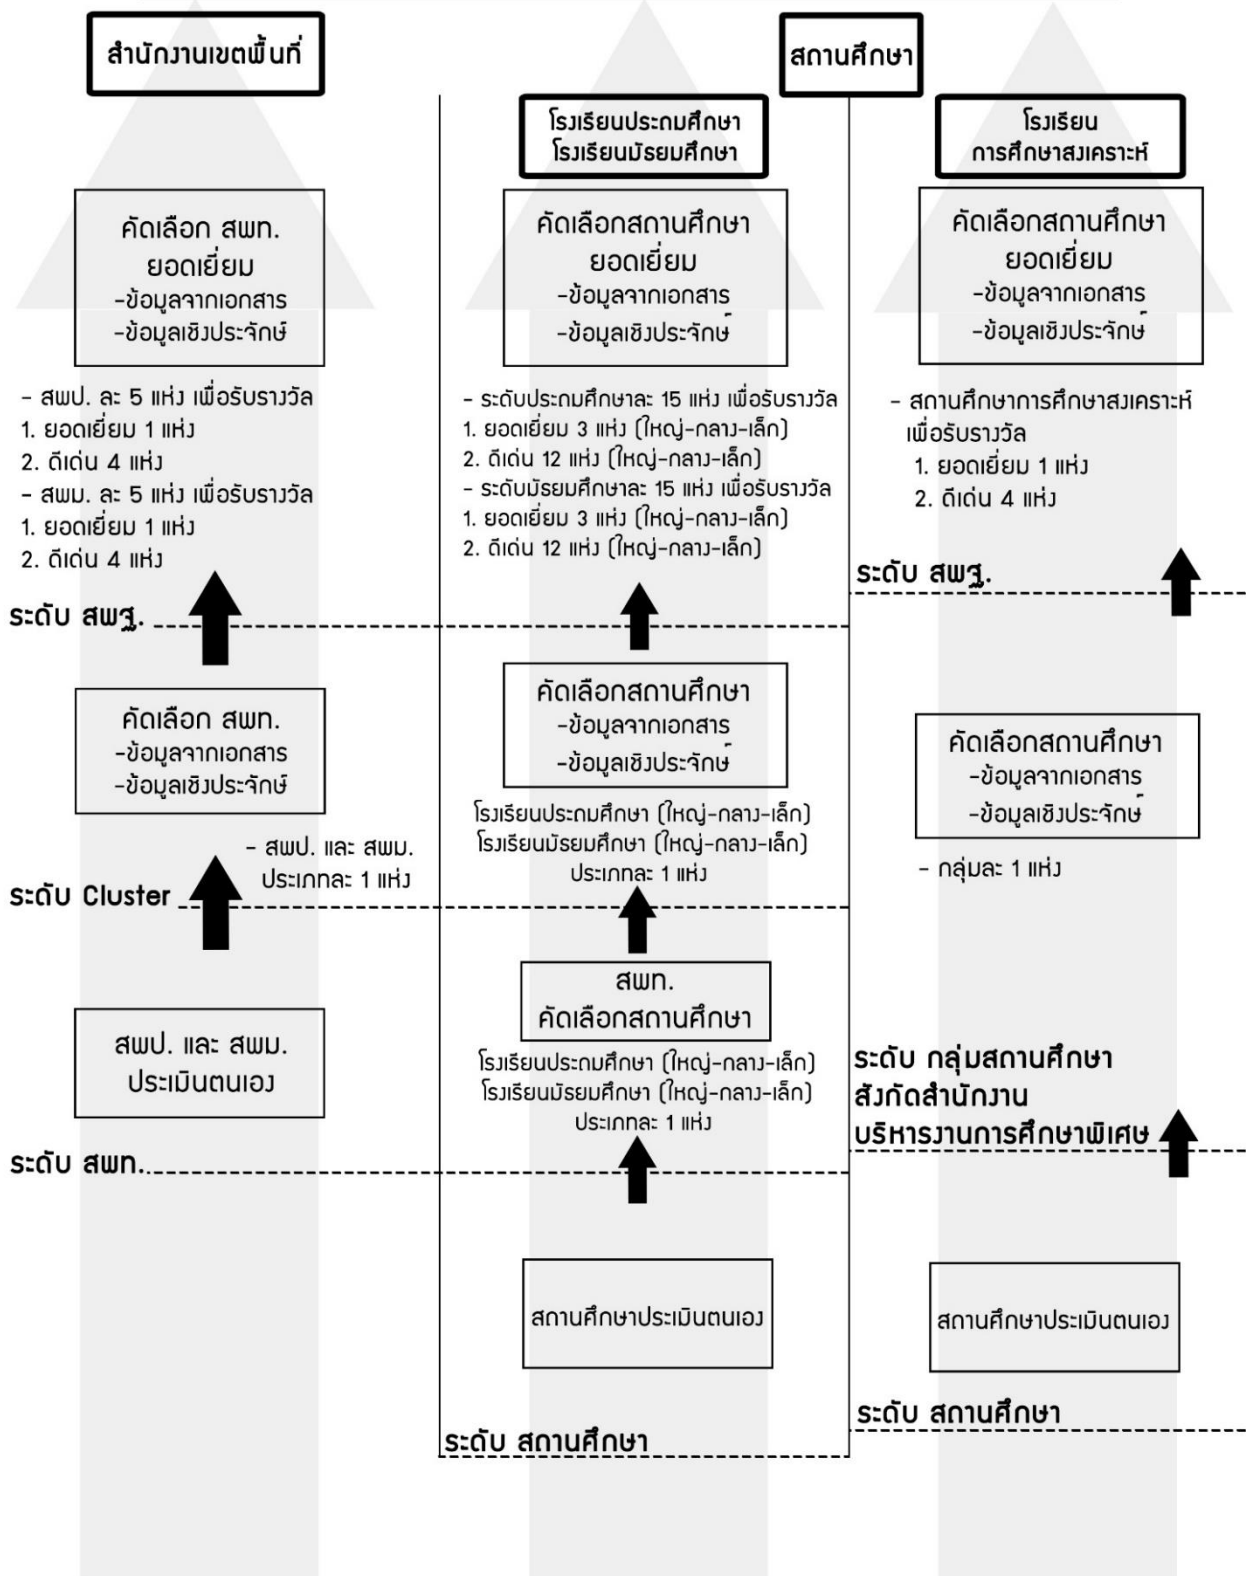 สำนักงานเขตพื้นที่
คัดเลือก สพท.
ยอดเยี่ยม
-ข้อมูลจากเอกสาร
-ข้อมูลเชิงประจักษ์
- สพป. ละ 5 แห่ง เพื่อรับรางวัล
1. ยอดเยี่ยม 1 แห่ง
2. ดีเด่น 4 แห่ง
- สพม. ละ 5 แห่ง เพื่อรับรางวัล
1. ยอดเยี่ยม 1 แห่ง
2. ดีเด่น 4 แห่ง
ระดับ สพฐ.
คัดเลือก สพท.
-ข้อมูลจากเอกสาร
-ข้อมูลเชิงประจักษ์
- สพป. และ สพม.
ประเภทละ 1 แห่ง
ระดับ Cluster
สพป. และ สพม.
ประเมินตนเอง
ระดับ สพท.
สถานศึกษา
โรงเรียนประถมศึกษา
โรงเรียนมัธยมศึกษา
คัดเลือกสถานศึกษา
ยอดเยี่ยม
-ข้อมูลจากเอกสาร
-ข้อมูลเชิงประจักษ์
- ระดับประถมศึกษาละ 15 แห่ง เพื่อรับรางวัล
1. ยอดเยี่ยม 3 แห่ง (ใหญ่-กลาง-เล็ก)
2. ดีเด่น 12 แห่ง (ใหญ่-กลาง-เล็ก)
- ระดับมัธยมศึกษาละ 15 แห่ง เพื่อรับรางวัล
1. ยอดเยี่ยม 3 แห่ง (ใหญ่-กลาง-เล็ก)
2. ดีเด่น 12 แห่ง (ใหญ่-กลาง-เล็ก)
คัดเลือกสถานศึกษา
-ข้อมูลจากเอกสาร
-ข้อมูลเชิงประจักษ์
โรงเรียนประถมศึกษา (ใหญ่-กลาง-เล็ก)
โรงเรียนมัธยมศึกษา (ใหญ่-กลาง-เล็ก)
ประเภทละ 1 แห่ง
สพท.
คัดเลือกสถานศึกษา
โรงเรียนประถมศึกษา (ใหญ่-กลาง-เล็ก)
โรงเรียนมัธยมศึกษา (ใหญ่-กลาง-เล็ก)
ประเภทละ 1 แห่ง
สถานศึกษาประเมินตนเอง
ระดับ สถานศึกษา
โรงเรียน
การศึกษาสงเคราะห์
คัดเลือกสถานศึกษา
ยอดเยี่ยม
-ข้อมูลจากเอกสาร
-ข้อมูลเชิงประจักษ์
- สถานศึกษาการศึกษาสงเคราะห์
เพื่อรับรางวัล
1. ยอดเยี่ยม 1 แห่ง
2. ดีเด่น 4 แห่ง
ระดับ สพฐ.
คัดเลือกสถานศึกษา
-ข้อมูลจากเอกสาร
-ข้อมูลเชิงประจักษ์
- กลุ่มละ 1 แห่ง
ระดับ กลุ่มสถานศึกษา
สังกัดสำนักงาน
บริหารงานการศึกษาพิเศษ
สถานศึกษาประเมินตนเอง
ระดับ สถานศึกษา